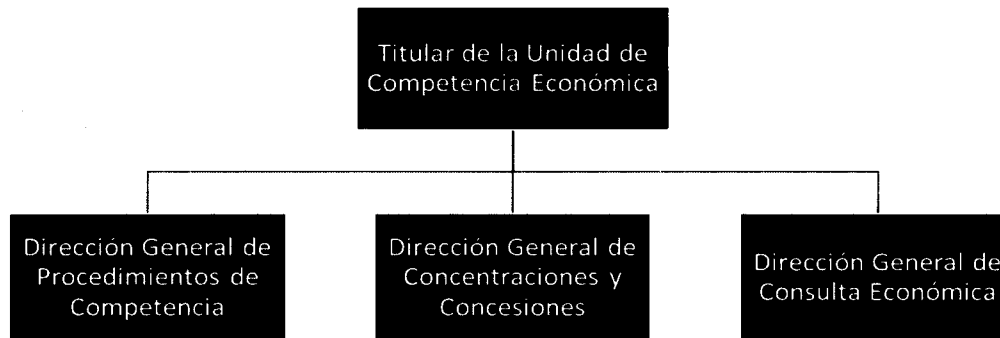 Titular de la Unidad de
Competencia Económica
Dirección General de
Procedimientos de
Competencia
Dirección General de
Concentraciones y
Concesiones
Dirección General de
Consulta Económica